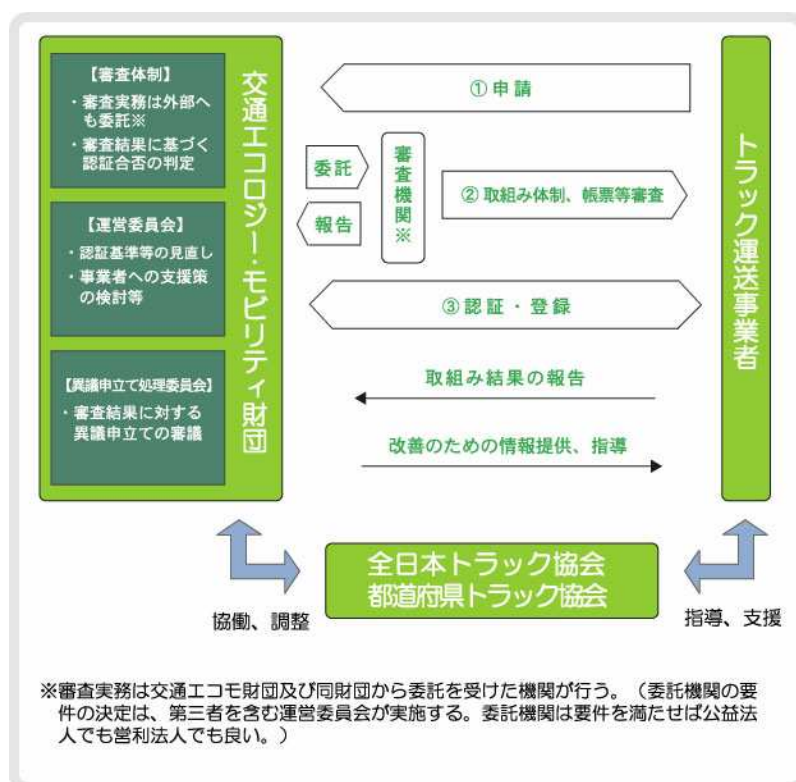 【審査体制】
・審査実務は外部へ
も委託※
・審査結果に基づく
認証合否の判定
【運営委員会】
・認証基準等の見直し
・事業者への支援策
の検討等
【異議申立て処理委員会】
・審査結果に対する
異議申立ての審議
交通エコロジー・モビリティ財団
①申請
委託
報告
審査機関※
②取組み体制、帳票等審査
③認証・登録
取組み結果の報告
改善のための情報提供、指導
トラック運送事業者
全日本トラック協会
都道府県トラック協会
協働、調整
指導、支援
※審査実務は交通エコモ財団及び同財団から委託を受けた機関が行う。（委託機関の要
件の決定は、第三者を含む運営委員会が実施する。委託機関は要件を満たせば公益法
人でも営利法人でも良い。）